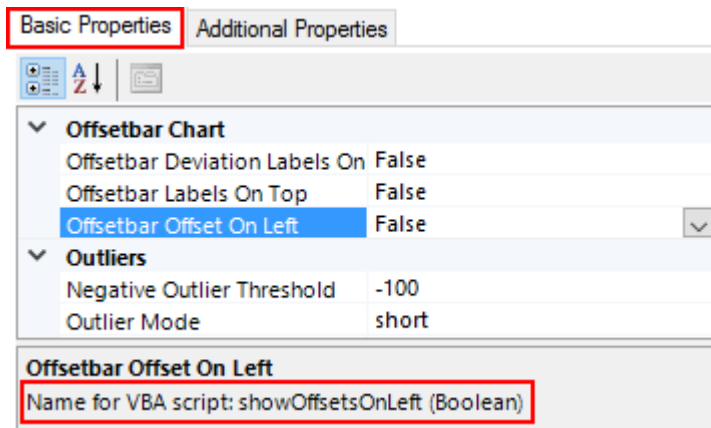 Basic Properties Additional Properties
A
Z
Offsetbar Chart
Offsetbar Deviation Labels On False
Offsetbar Labels On Top False
Offsetbar Offset On Left False
Outliers
Negative Outlier Threshold -100
Outlier Mode short
Offsetbar Offset On Left
Name for VBA script: showOffsetsOnLeft (Boolean)